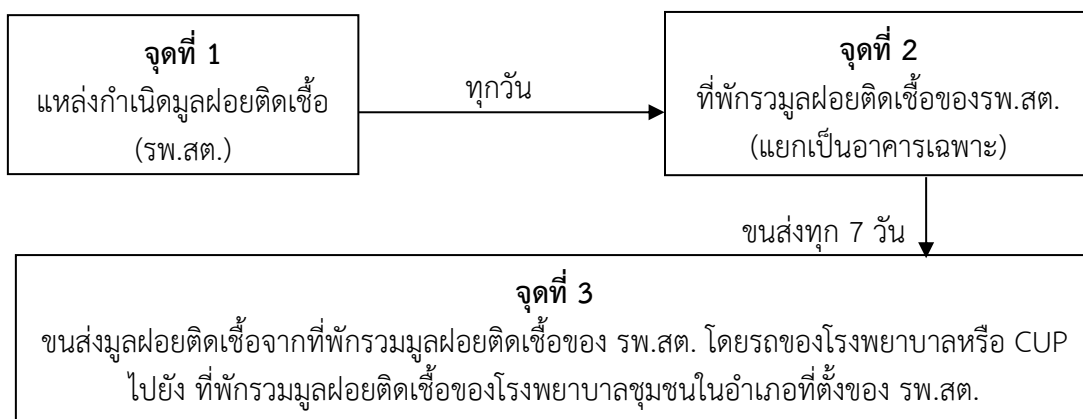 จุดที่ 1
แหล่งกำเนิดมูลฝอยติดเชื้อ
(รพ.สต.)
ทุกวัน
จุดที่ 2
ที่พักรวมูลฝอยติดเชื้อของรพ.สต.
(แยกเป็นอาคารเฉพาะ)
ขนส่งทุก 7 วัน
จุดที่ 3
ขนส่งมูลฝอยติดเชื้อจากที่พักรวมมูลฝอยติดเชื้อของ รพ.สต. โดยรถของโรงพยาบาลหรือ CUP
ไปยัง ที่พักรวมมูลฝอยติดเชื้อของโรงพยาบาลชุมชนในอำเภอที่ตั้งของ รพ.สต.